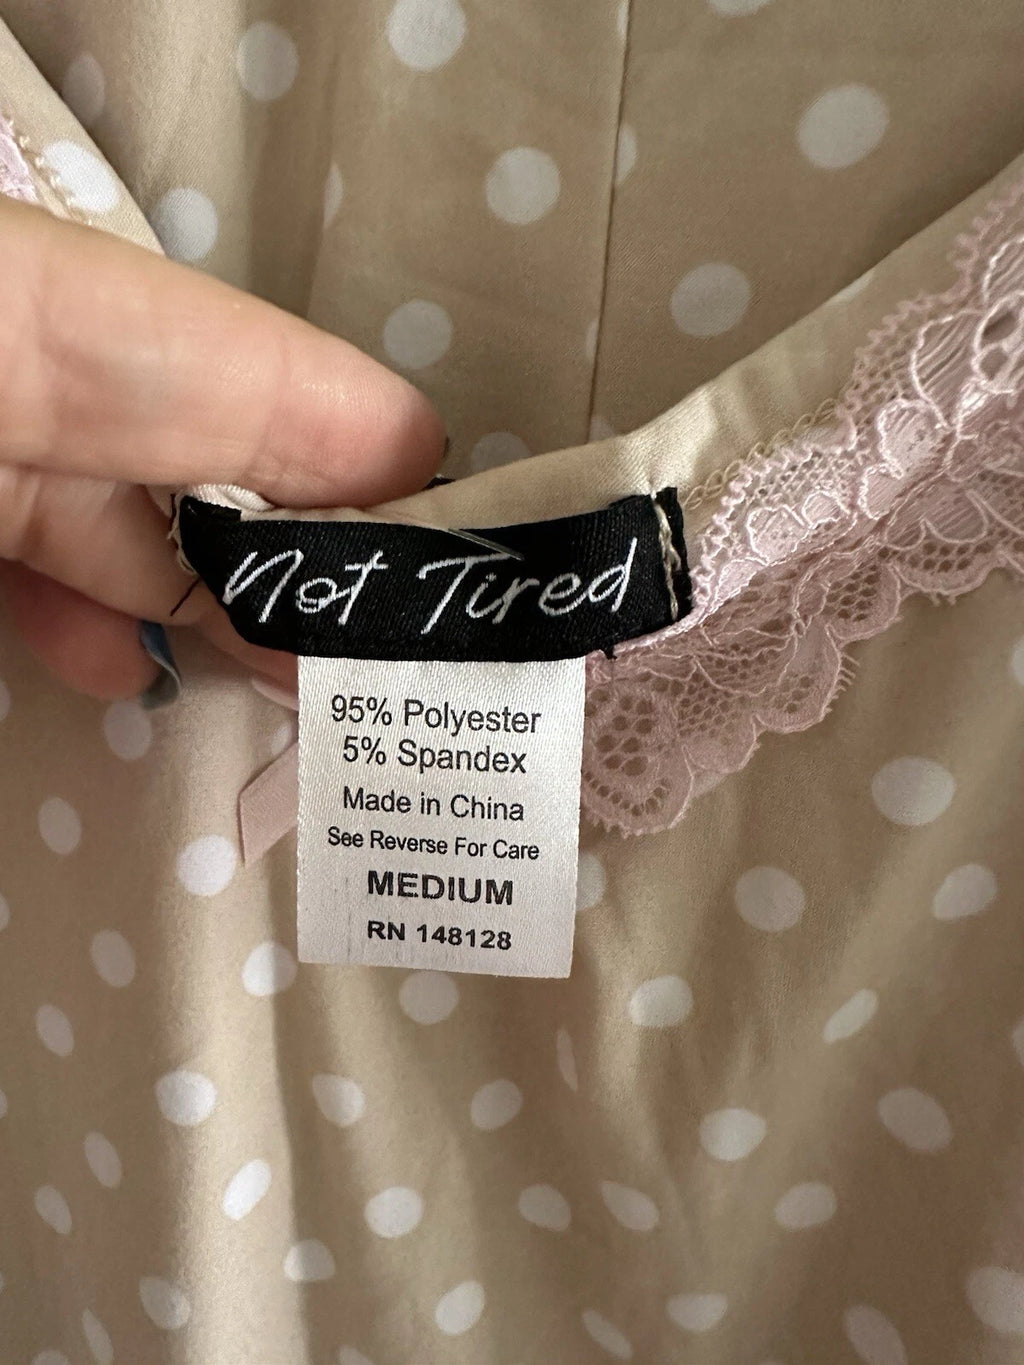 Not Tired
95% Polyester
5% Spandex
Made in China
See Reverse For Care
MEDIUM
RN 148128